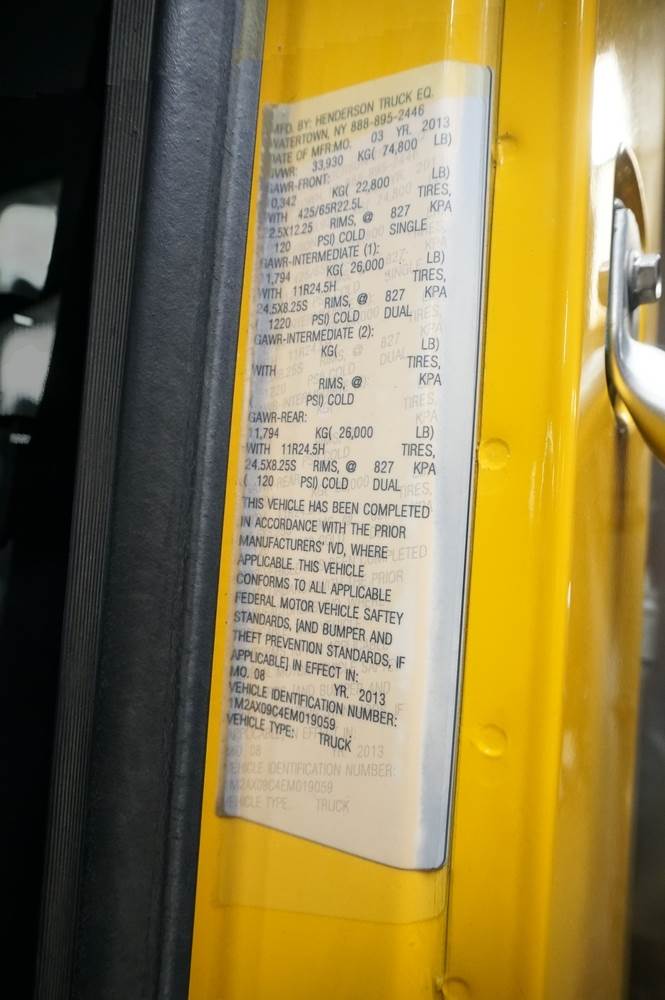 MFD. BY: HENDERSON TRUCK EQ.
WATERTOWN, NY 888-895-2446
DATE OF MFR:MO. 03 YR. 2013
GVWR: 33,930 KG( 74,800 LB)
GAWR-FRONT:
10,342 KG( 22,800 LB)
WITH 425/65R22.5L TIRES,
22.5X12.25 RIMS, @ 827 KPA
( 120 PSI) COLD SINGLE
GAWR-INTERMEDIATE (1):
11,794 KG( 26,000 LB)
WITH 11R24.5H TIRES,
24.5X8.25S RIMS, @ 827 KPA
( 1220 PSI) COLD DUAL
GAWR-INTERMEDIATE (2):
KG( LB)
WITH TIRES,
RIMS, @ KPA
PSI) COLD
GAWR-REAR:
11,794 KG( 26,000 LB)
WITH 11R24.5H TIRES,
24.5X8.25S RIMS, @ 827 KPA
( 120 PSI) COLD DUAL
THIS VEHICLE HAS BEEN COMPLETED
IN ACCORDANCE WITH THE PRIOR
MANUFACTURERS' IVD, WHERE
APPLICABLE. THIS VEHICLE
CONFORMS TO ALL APPLICABLE
FEDERAL MOTOR VEHICLE SAFTEY
STANDARDS, [AND BUMPER AND
THEFT PREVENTION STANDARDS, IF
APPLICABLE] IN EFFECT IN:
MO. 08 YR. 2013
VEHICLE IDENTIFICATION NUMBER:
1M2AX09C4EM019059
VEHICLE TYPE: TRUCK